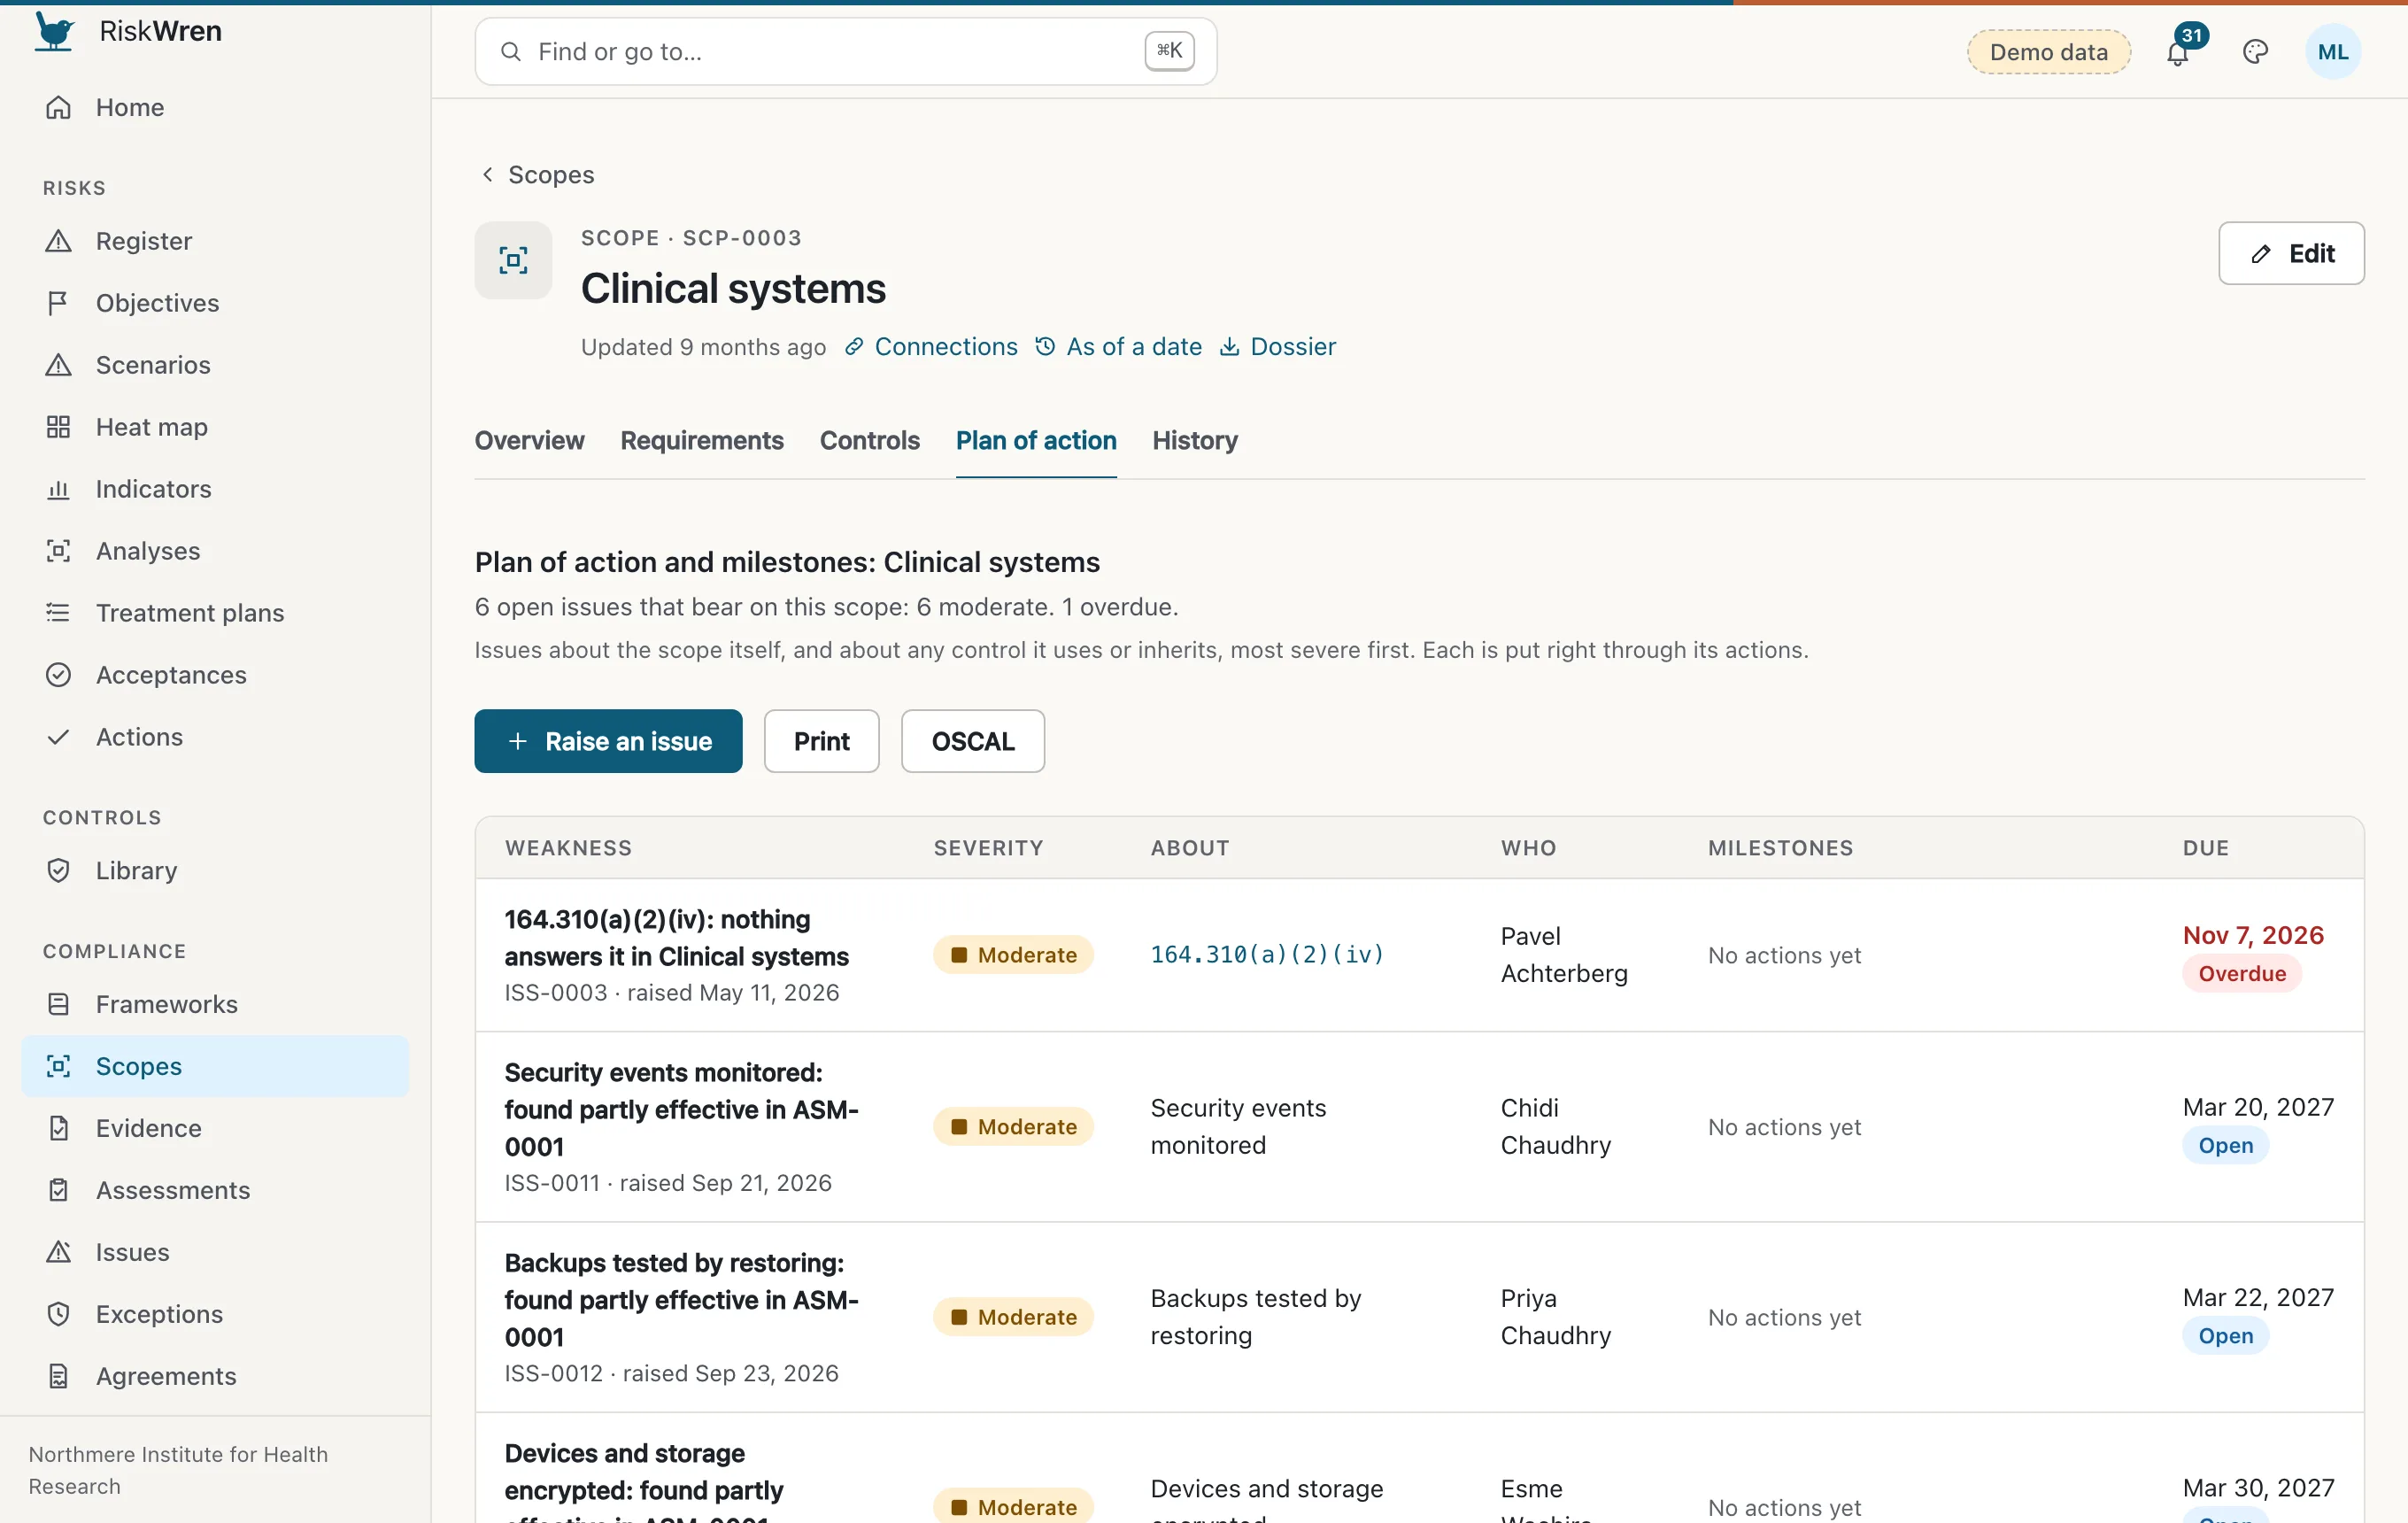 RiskWren
Find or go to...
⌘K
Demo data
31
ML
Home
RISKS
Register
Objectives
Scenarios
Heat map
Indicators
Analyses
Treatment plans
Acceptances
Actions
CONTROLS
Library
COMPLIANCE
Frameworks
Scopes
Evidence
Assessments
Issues
Exceptions
Agreements
Northmere Institute for Health
Research
Scopes
SCOPE · SCP-0003
Clinical systems
Updated 9 months ago Connections As of a date Dossier
Edit
Overview Requirements Controls Plan of action History
Plan of action and milestones: Clinical systems
6 open issues that bear on this scope: 6 moderate. 1 overdue.
Issues about the scope itself, and about any control it uses or inherits, most severe first. Each is put right through its actions.
Raise an issue
Print
OSCAL
WEAKNESS SEVERITY ABOUT WHO MILESTONES DUE
164.310(a)(2)(iv): nothing
answers it in Clinical systems
ISS-0003 · raised May 11, 2026
Moderate
164.310(a)(2)(iv)
Pavel
Achterberg
No actions yet
Nov 7, 2026
Overdue
Security events monitored:
found partly effective in ASM-
0001
ISS-0011 · raised Sep 21, 2026
Moderate
Security events
monitored
Chidi
Chaudhry
No actions yet
Mar 20, 2027
Open
Backups tested by restoring:
found partly effective in ASM-
0001
ISS-0012 · raised Sep 23, 2026
Moderate
Backups tested by
restoring
Priya
Chaudhry
No actions yet
Mar 22, 2027
Open
Devices and storage
encrypted: found partly
effective in ASM-0001
Moderate
Devices and storage
encrypted
Esme
No actions yet
Mar 30, 2027
Open